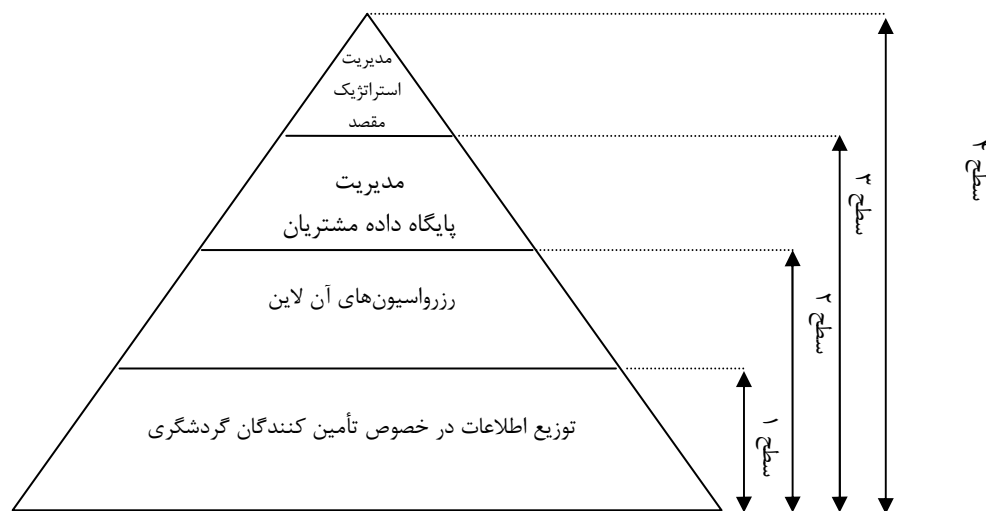 مدیریت
استراتژیک
مقصد
مدیریت
پایگاه داده مشتریان
رزرواسیون‌های آن لاین
توزیع اطلاعات در خصوص تأمین کنندگان گردشگری
سطح ۱
سطح ۲
سطح ۳
سطح ۴